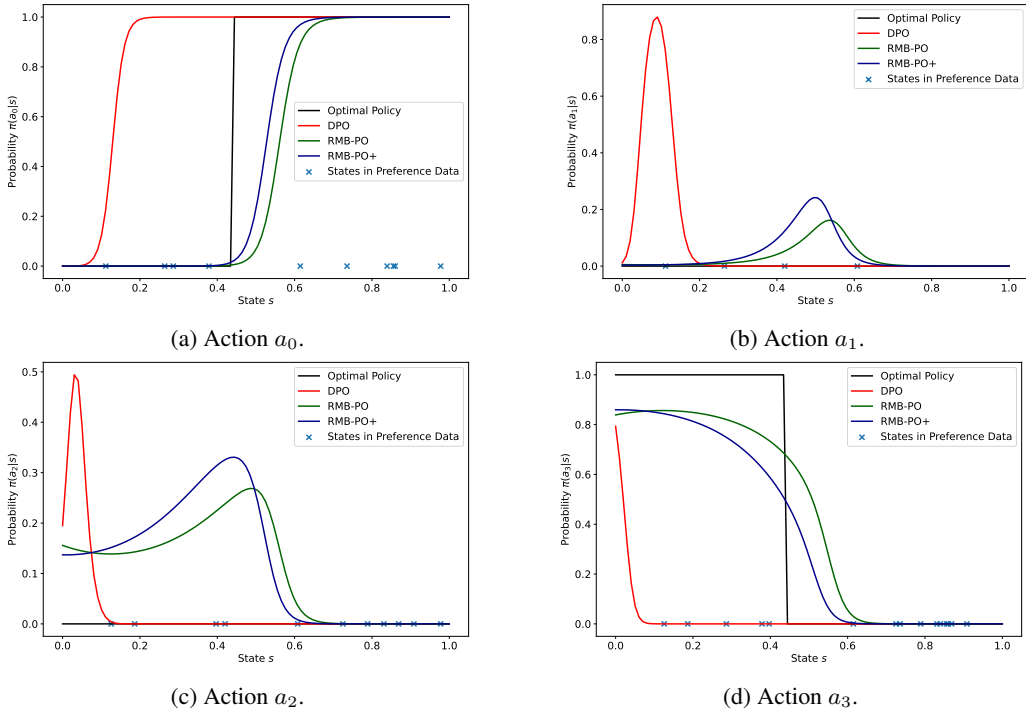 Probability π(a₀|s)
1.0
0.8
0.6
0.4
0.2
0.0
Optimal Policy
DPO
RMB-PO
RMB-PO+
States in Preference Data
0.0 0.2 0.4 0.6 0.8 1.0
State s
(a) Action a₀.
Probability π(a₁|s)
0.8
0.6
0.4
0.2
0.0
Optimal Policy
DPO
RMB-PO
RMB-PO+
States in Preference Data
0.0 0.2 0.4 0.6 0.8 1.0
State s
(b) Action a₁.
Probability π(a₂|s)
0.5
0.4
0.3
0.2
0.1
0.0
Optimal Policy
DPO
RMB-PO
RMB-PO+
States in Preference Data
0.0 0.2 0.4 0.6 0.8 1.0
State s
(c) Action a₂.
Probability π(a₃|s)
1.0
0.8
0.6
0.4
0.2
0.0
Optimal Policy
DPO
RMB-PO
RMB-PO+
States in Preference Data
0.0 0.2 0.4 0.6 0.8 1.0
State s
(d) Action a₃.